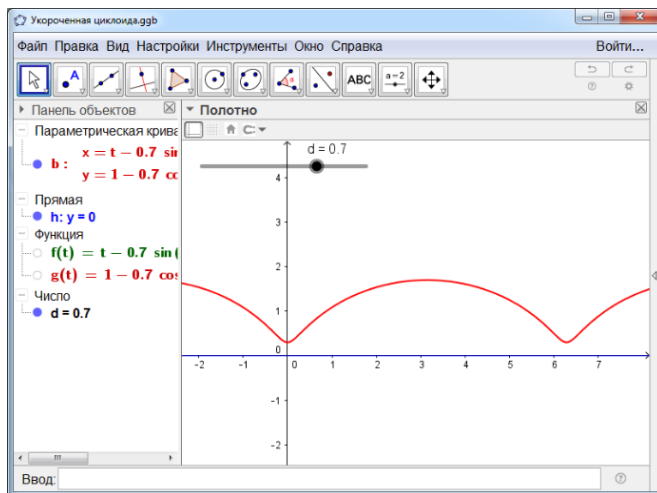 Укороченная циклоида.ggb
Файл Правка Вид Настройки Инструменты Окно Справка Войти...
A ABC a=2
Панель объектов
Полотно
Параметрическая крива
b : x = t – 0.7 sin
y = 1 – 0.7 co
Прямая
h: y = 0
Функция
f(t) = t – 0.7 sin (
g(t) = 1 – 0.7 cos
Число
d = 0.7
d = 0.7
4
3
2
1
0
-2 -1 0 1 2 3 4 5 6 7
-1
-2
Ввод: